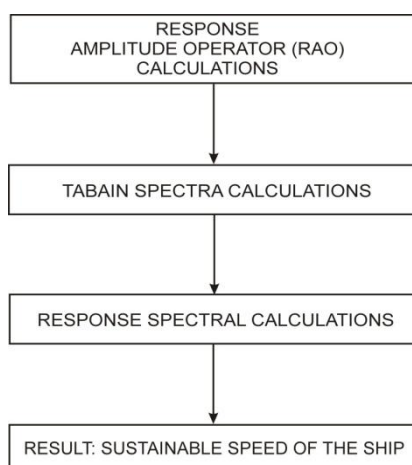 RESPONSE
AMPLITUDE OPERATOR (RAO)
CALCULATIONS
TABAIN SPECTRA CALCULATIONS
RESPONSE SPECTRAL CALCULATIONS
RESULT: SUSTAINABLE SPEED OF THE SHIP